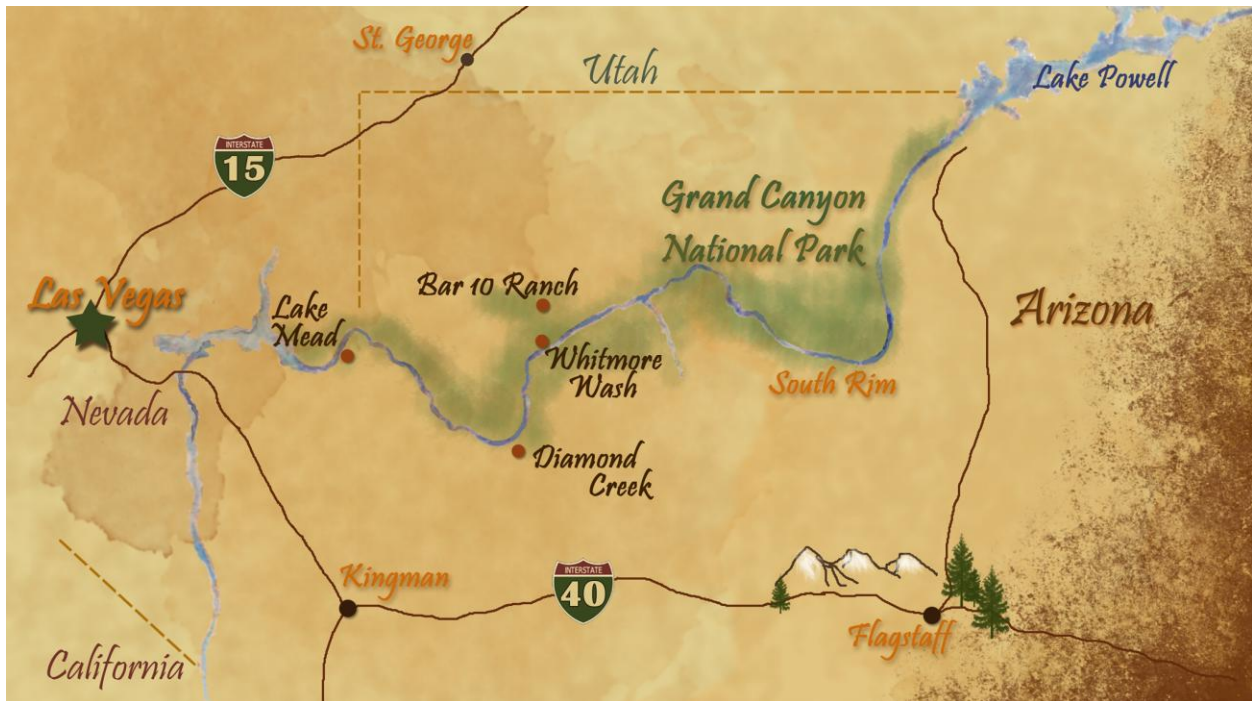 St. George
Utah
Lake Powell
INTERSTATE
15
Grand Canyon
National Park
Las Vegas
Bar 10 Ranch
Lake
Mead
Arizona
Whitmore
Wash
South Rim
Nevada
Diamond
Creek
Kingman
INTERSTATE
40
Flagstaff
California